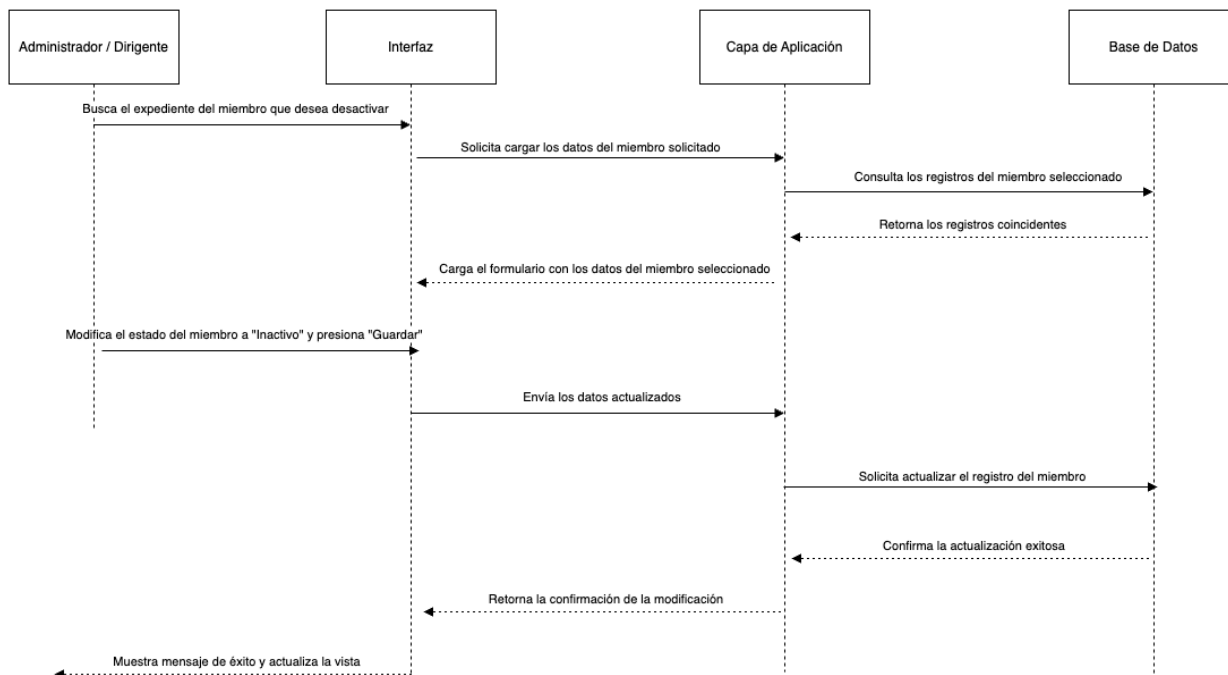 Administrador / Dirigente
Interfaz
Capa de Aplicación
Base de Datos
Busca el expediente del miembro que desea desactivar
Solicita cargar los datos del miembro solicitado
Consulta los registros del miembro seleccionado
Retorna los registros coincidentes
Carga el formulario con los datos del miembro seleccionado
Modifica el estado del miembro a "Inactivo" y presiona "Guardar"
Envía los datos actualizados
Solicita actualizar el registro del miembro
Confirma la actualización exitosa
Retorna la confirmación de la modificación
Muestra mensaje de éxito y actualiza la vista